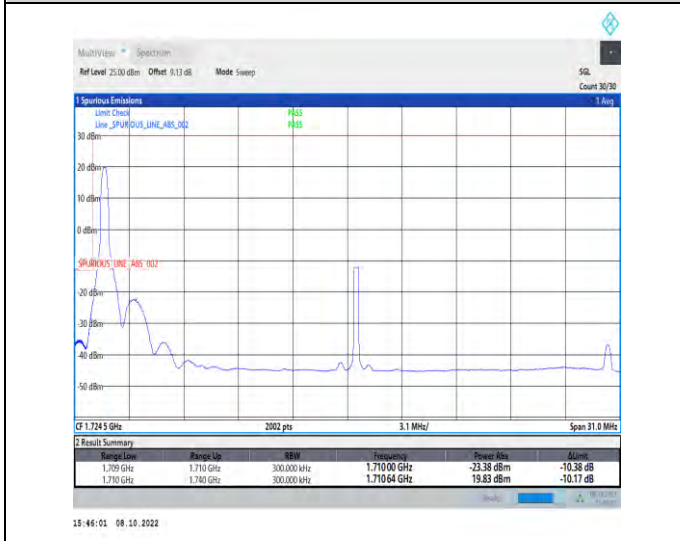 MultiView Spectrum
Ref Level 25.00 dBm Offset 9.13 dB Mode Sweep SGL
Count 30/30
1 Spurious Emissions 1 Avg
Limit Check PASS
Line _SPURIOUS_LINE_ABS_002 PASS
30 dBm
20 dBm
10 dBm
0 dBm
SPURIOUS_LINE_ABS_002
-20 dBm
-30 dBm
-40 dBm
-50 dBm
CF 1.7245 GHz 2002 pts 3.1 MHz/ Span 31.0 MHz
2 Result Summary
Range Low Range Up RBW Frequency Power Abs ΔLimit
1.709 GHz 1.710 GHz 300.000 kHz 1.71000 GHz -23.38 dBm -10.38 dB
1.710 GHz 1.740 GHz 300.000 kHz 1.71064 GHz 19.83 dBm -10.17 dB
Ready
15:46:01 08.10.2022